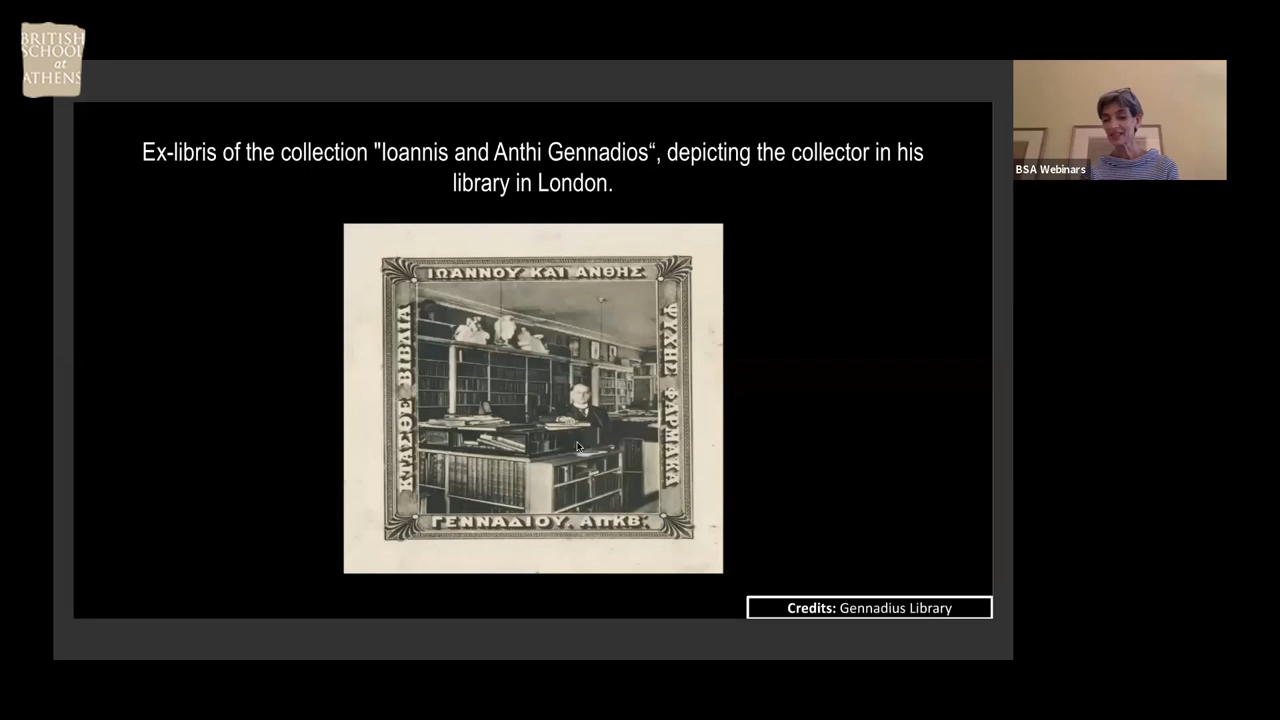 BRITISH
SCHOOL
at
ATHENS
Ex-libris of the collection "Ioannis and Anthi Gennadios“, depicting the collector in his
library in London.
ΙΩΑΝΝΟΥ ΚΑΙ ΑΝΘΗΣ
ΚΤΑΣΘΕ ΒΙΒΛΙΑ
ΨΥΧΗΣ ΦΑΡΜΑΚΑ
ΓΕΝΝΑΔΙΟΥ. ΑΠΚΒ.
Credits: Gennadius Library
BSA Webinars